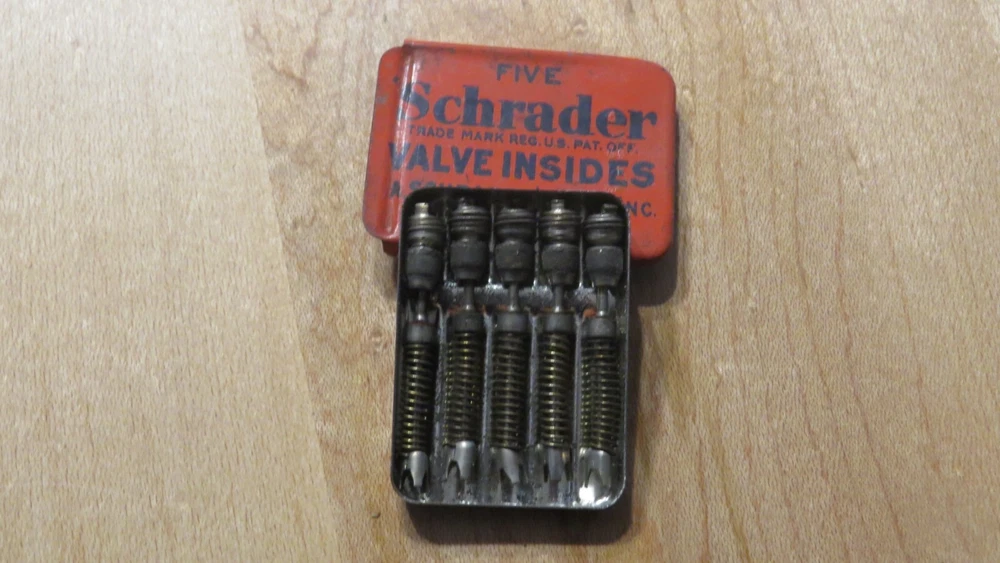 FIVE
Schrader
TRADE MARK REG. U.S. PAT. OFF.
VALVE INSIDES